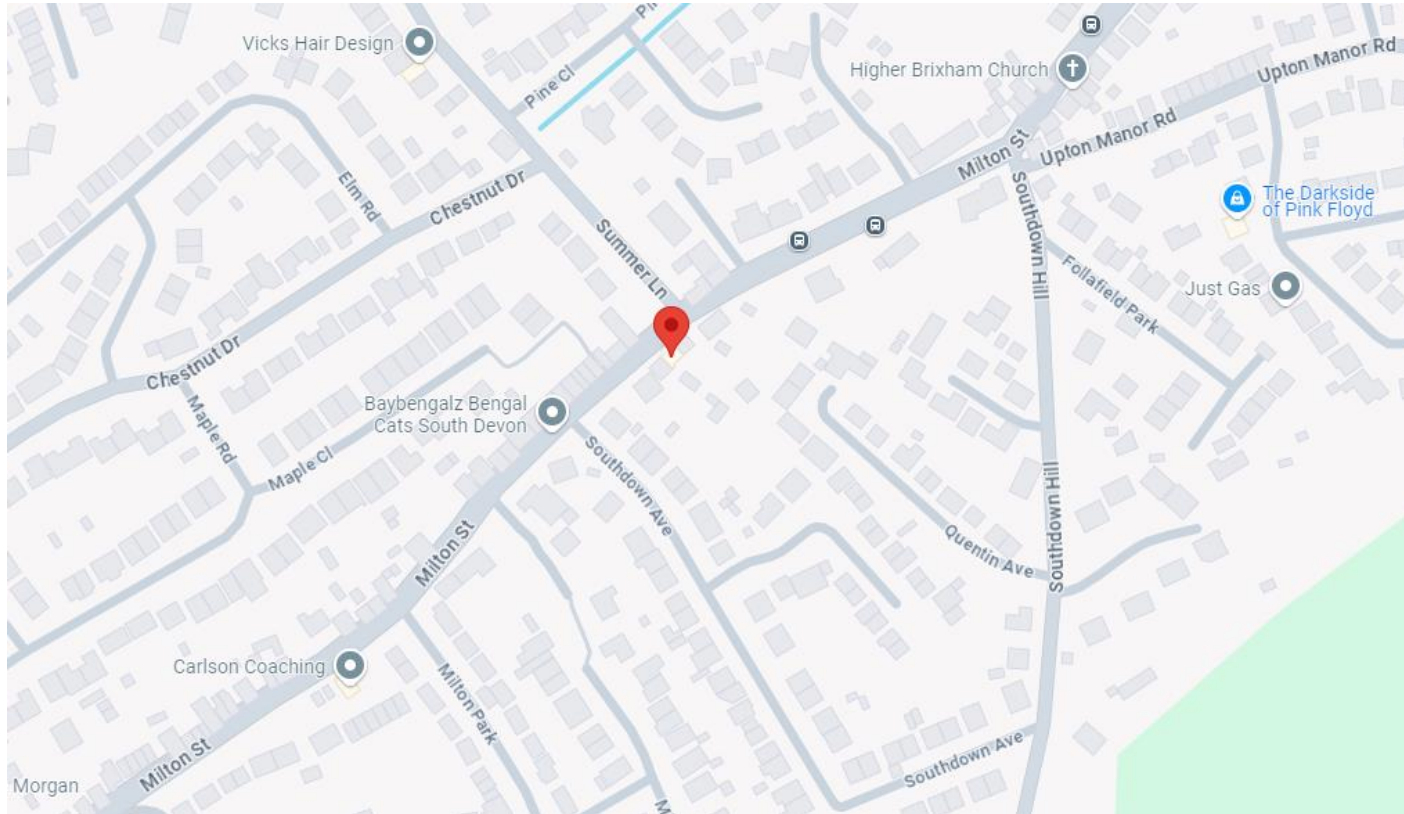 Vicks Hair Design
Pine Cl
Higher Brixham Church
Upton Manor Rd
Upton Manor Rd
Milton St
Elm Rd
Chestnut Dr
Summer Ln
Southdown Hill
The Darkside
of Pink Floyd
Follafield Park
Just Gas
Chestnut Dr
Maple Rd
Maple Cl
Baybengalz Bengal
Cats South Devon
Southdown Ave
Milton St
Quentin Ave
Southdown Hill
Carlson Coaching
Milton Park
Milton St
Southdown Ave
Morgan